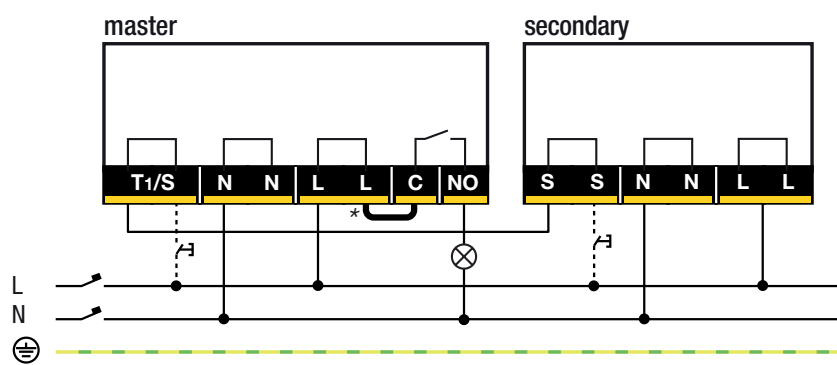 master secondary
T1/S N N L L C NO S S N N L L
*
L
N